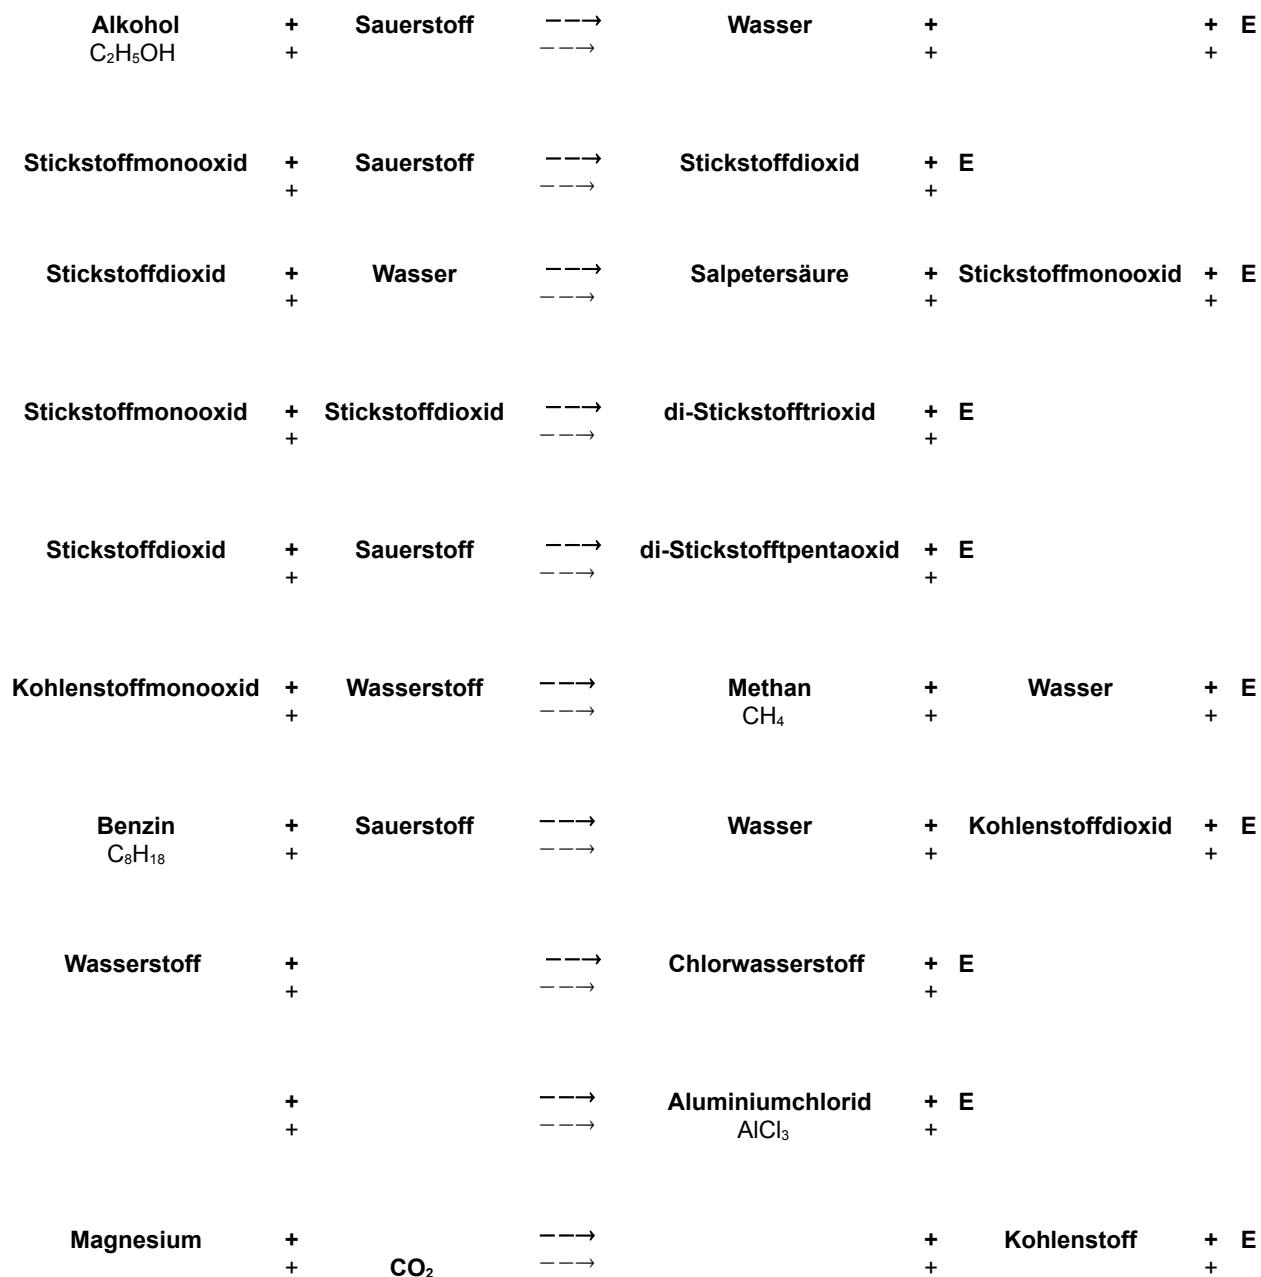 Alkohol + Sauerstoff −−−→ Wasser + + E
C₂H₅OH + −−−→ + +
Stickstoffmonooxid + Sauerstoff −−−→ Stickstoffdioxid + E
+ −−−→ +
Stickstoffdioxid + Wasser −−−→ Salpetersäure + Stickstoffmonooxid + E
+ −−−→ + +
Stickstoffmonooxid + Stickstoffdioxid −−−→ di-Stickstofftrioxid + E
+ −−−→ +
Stickstoffdioxid + Sauerstoff −−−→ di-Stickstofftpentaoxid + E
+ −−−→ +
Kohlenstoffmonooxid + Wasserstoff −−−→ Methan + Wasser + E
+ −−−→ CH₄ + +
Benzin + Sauerstoff −−−→ Wasser + Kohlenstoffdioxid + E
C₈H₁₈ + −−−→ + +
Wasserstoff + −−−→ Chlorwasserstoff + E
+ −−−→ +
+ −−−→ Aluminiumchlorid + E
+ −−−→ AlCl₃ +
Magnesium + −−−→ + Kohlenstoff + E
+ CO₂ −−−→ + +